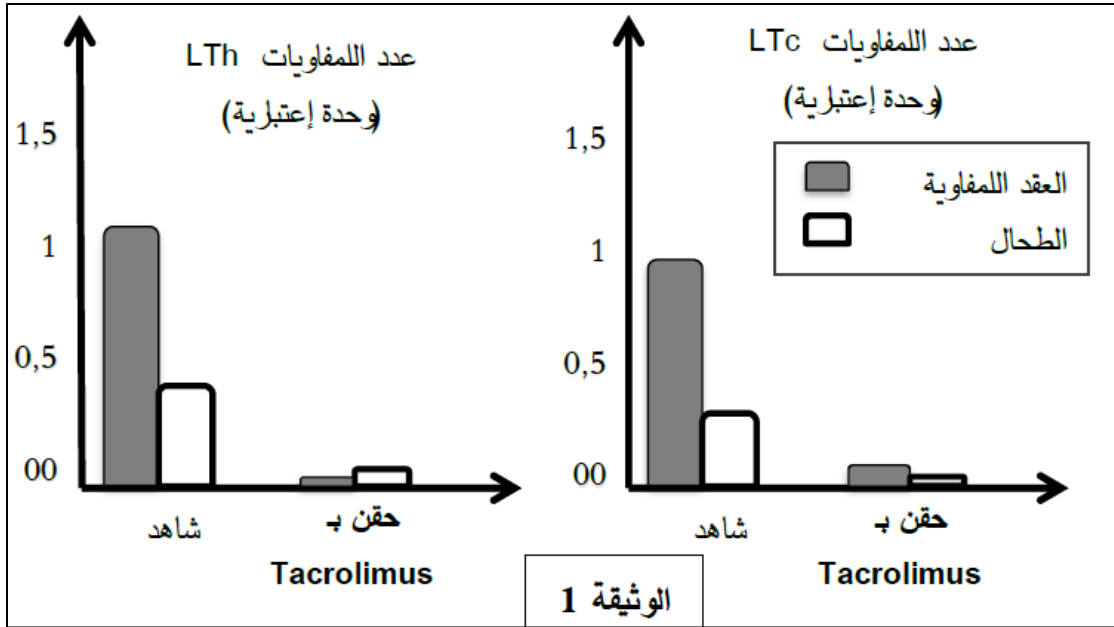 عدد اللمفاويات LTh
(وحدة إعتبارية)
1,5
1
0,5
00
شاهد
حقن بـ
Tacrolimus
عدد اللمفاويات LTc
(وحدة إعتبارية)
1,5
1
0,5
00
العقد اللمفاوية
الطحال
شاهد
حقن بـ
Tacrolimus
الوثيقة 1